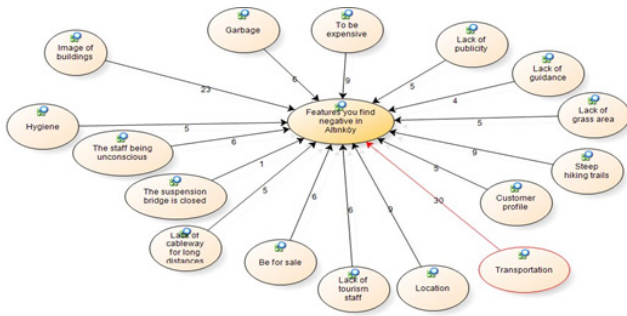 Garbage
To be
expensive
Image of
buildings
Lack of
publicity
Lack of
guidance
6
9
5
23
4
Features you find
negative in
Altınköy
Lack of
grass area
Hygiene
5
5
The staff being
unconscious
6
9
Steep
hiking trails
The suspension
bridge is closed
1
5
Customer
profile
5
6
6
9
30
Lack of
cableway for long
distances
Be for sale
Lack of
tourism
staff
Location
Transportation